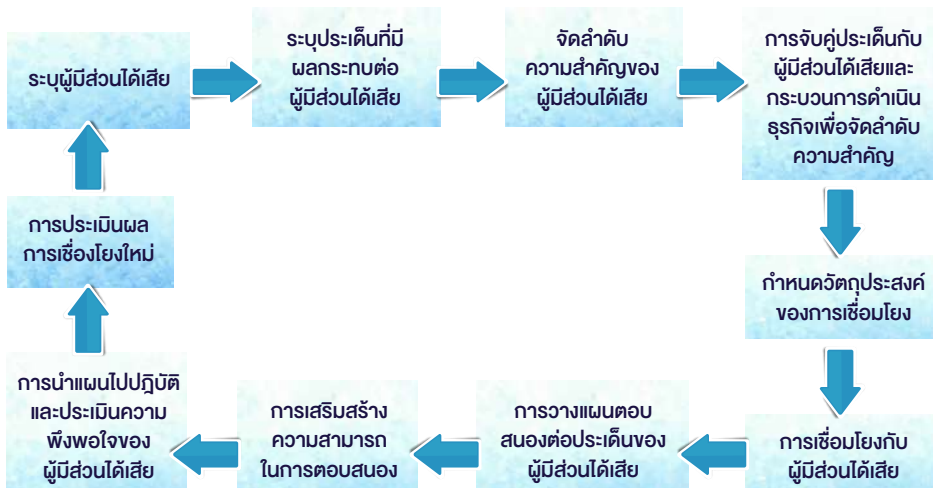 ระบุผู้มีส่วนได้เสีย
ระบุประเด็นที่มี
ผลกระทบต่อ
ผู้มีส่วนได้เสีย
จัดลำดับ
ความสำคัญของ
ผู้มีส่วนได้เสีย
การจับคู่ประเด็นกับ
ผู้มีส่วนได้เสียและ
กระบวนการดำเนิน
ธุรกิจเพื่อจัดลำดับ
ความสำคัญ
กำหนดวัตถุประสงค์
ของการเชื่อมโยง
การเชื่อมโยงกับ
ผู้มีส่วนได้เสีย
การวางแผนตอบ
สนองต่อประเด็นของ
ผู้มีส่วนได้เสีย
การเสริมสร้าง
ความสามารถ
ในการตอบสนอง
การนำแผนไปปฎิบัติ
และประเมินความ
พึงพอใจของ
ผู้มีส่วนได้เสีย
การประเมินผล
การเชื่องโยงใหม่